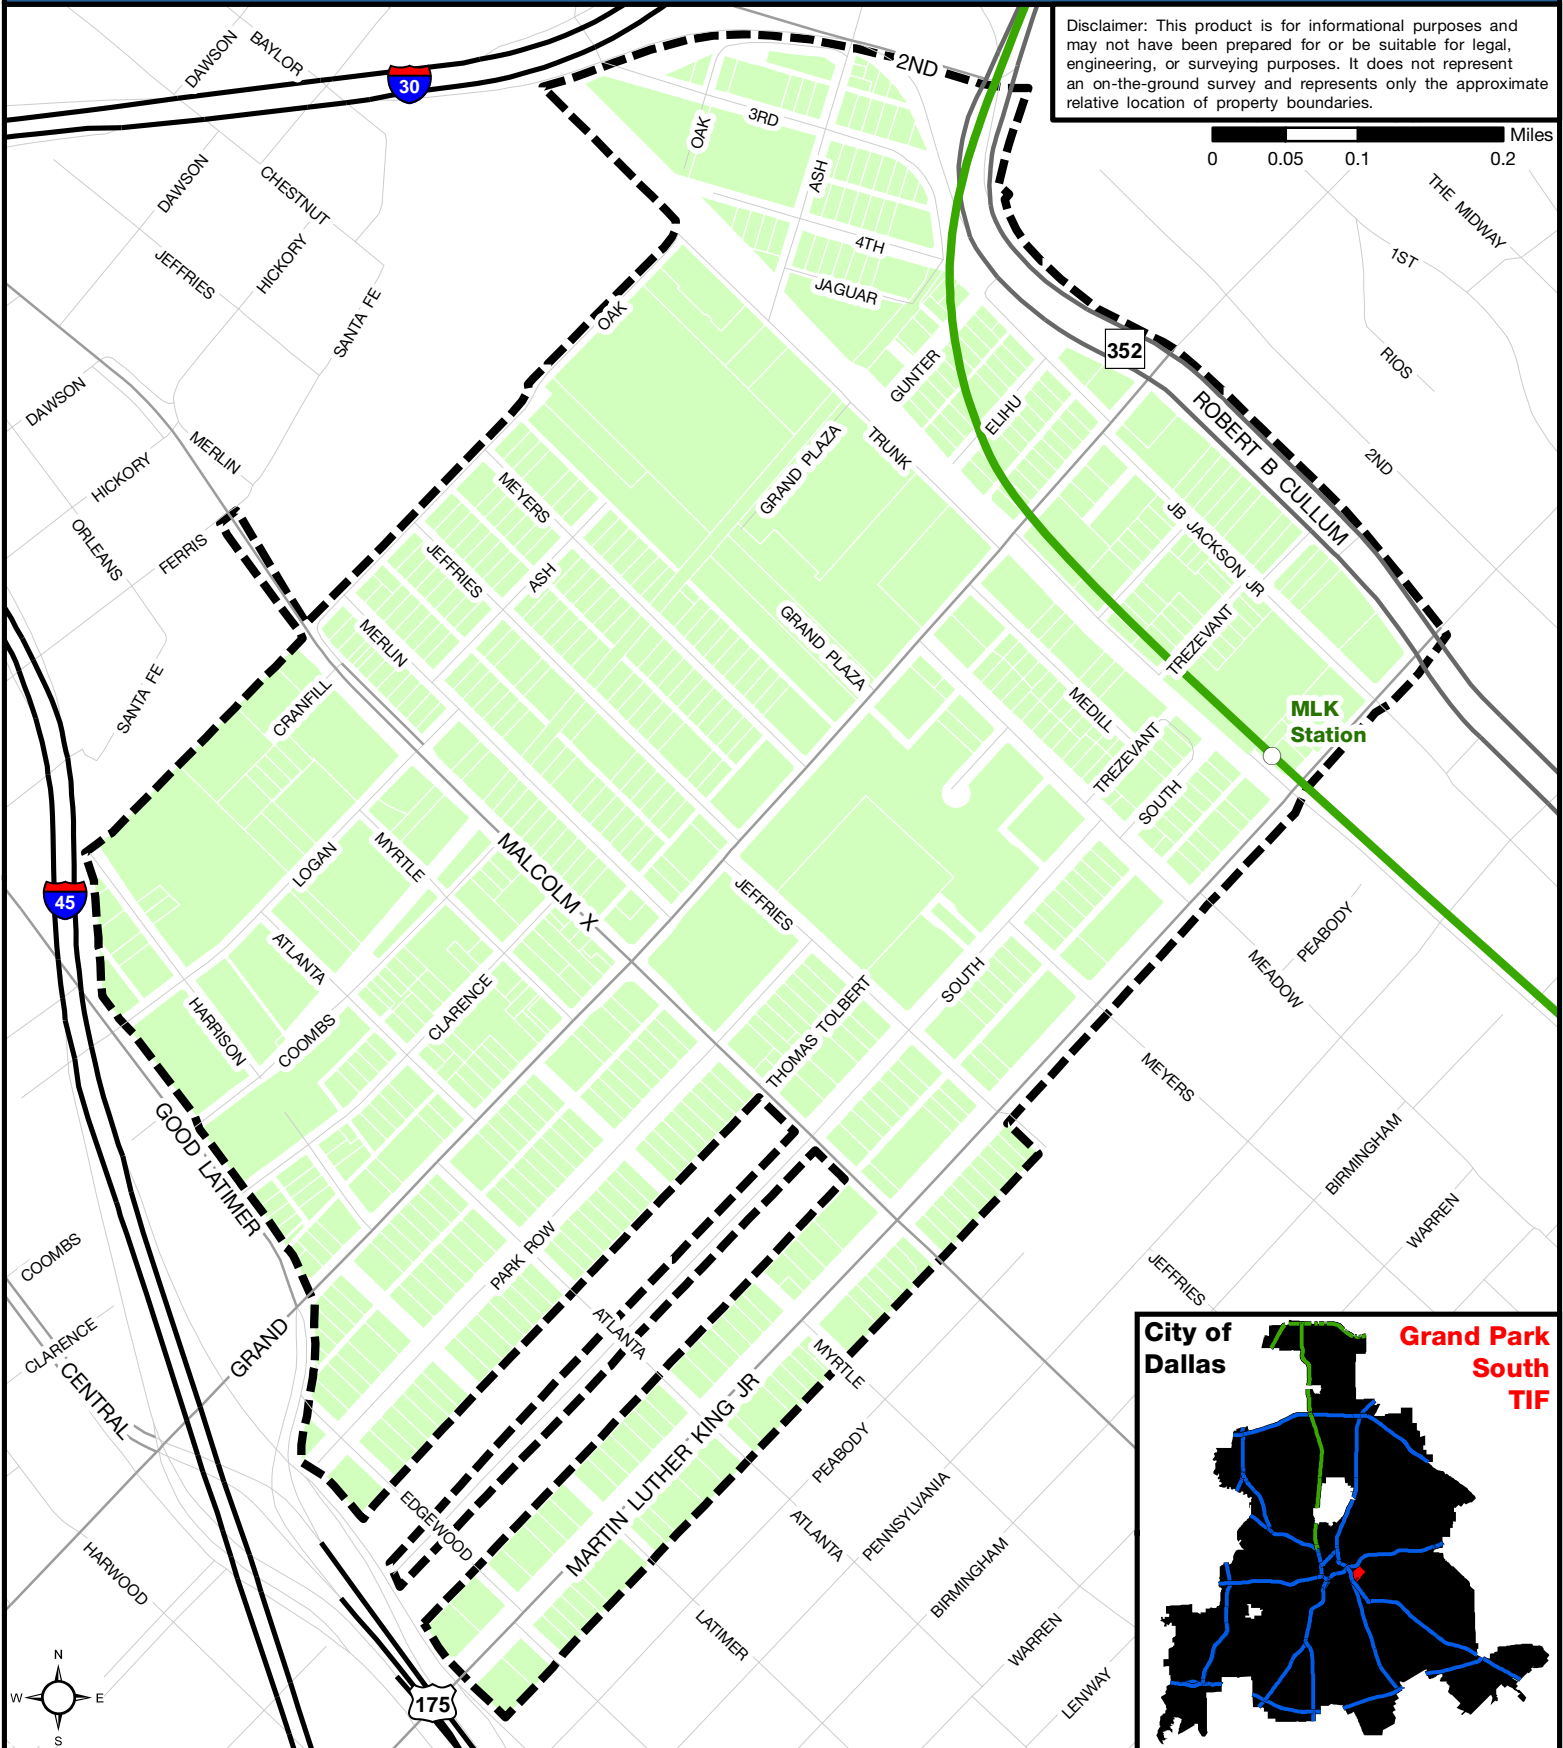 Disclaimer: This product is for informational purposes and
may not have been prepared for or be suitable for legal,
engineering, or surveying purposes. It does not represent
an on-the-ground survey and represents only the approximate
relative location of property boundaries.
Miles
0 0.05 0.1 0.2
DAWSON
BAYLOR
30
2ND
3RD
OAK
ASH
DAWSON
CHESTNUT
HICKORY
JEFFRIES
SANTA FE
4TH
JAGUAR
THE MIDWAY
1ST
RIOS
2ND
OAK
352
ROBERT B CULLUM
GUNTER
ELIHU
DAWSON
MERLIN
HICKORY
ORLEANS
FERRIS
SANTA FE
GRAND PLAZA
TRUNK
MEYERS
JEFFRIES
ASH
MERLIN
JB JACKSON JR
TREZEVANT
GRAND PLAZA
CRANFILL
MEDILL
TREZEVANT
SOUTH
MLK
Station
45
LOGAN
MYRTLE
MALCOLM X
JEFFRIES
ATLANTA
HARRISON
COOMBS
CLARENCE
THOMAS TOLBERT
SOUTH
PEABODY
MEADOW
MEYERS
BIRMINGHAM
WARREN
JEFFRIES
GOOD LATIMER
COOMBS
CLARENCE
CENTRAL
GRAND
PARK ROW
ATLANTA
MYRTLE
MARTIN LUTHER KING JR
EDGEWOOD
PEABODY
PENNSYLVANIA
ATLANTA
BIRMINGHAM
WARREN
LATIMER
LENWAY
HARWOOD
175
N
W E
S
City of
Dallas
Grand Park
South
TIF